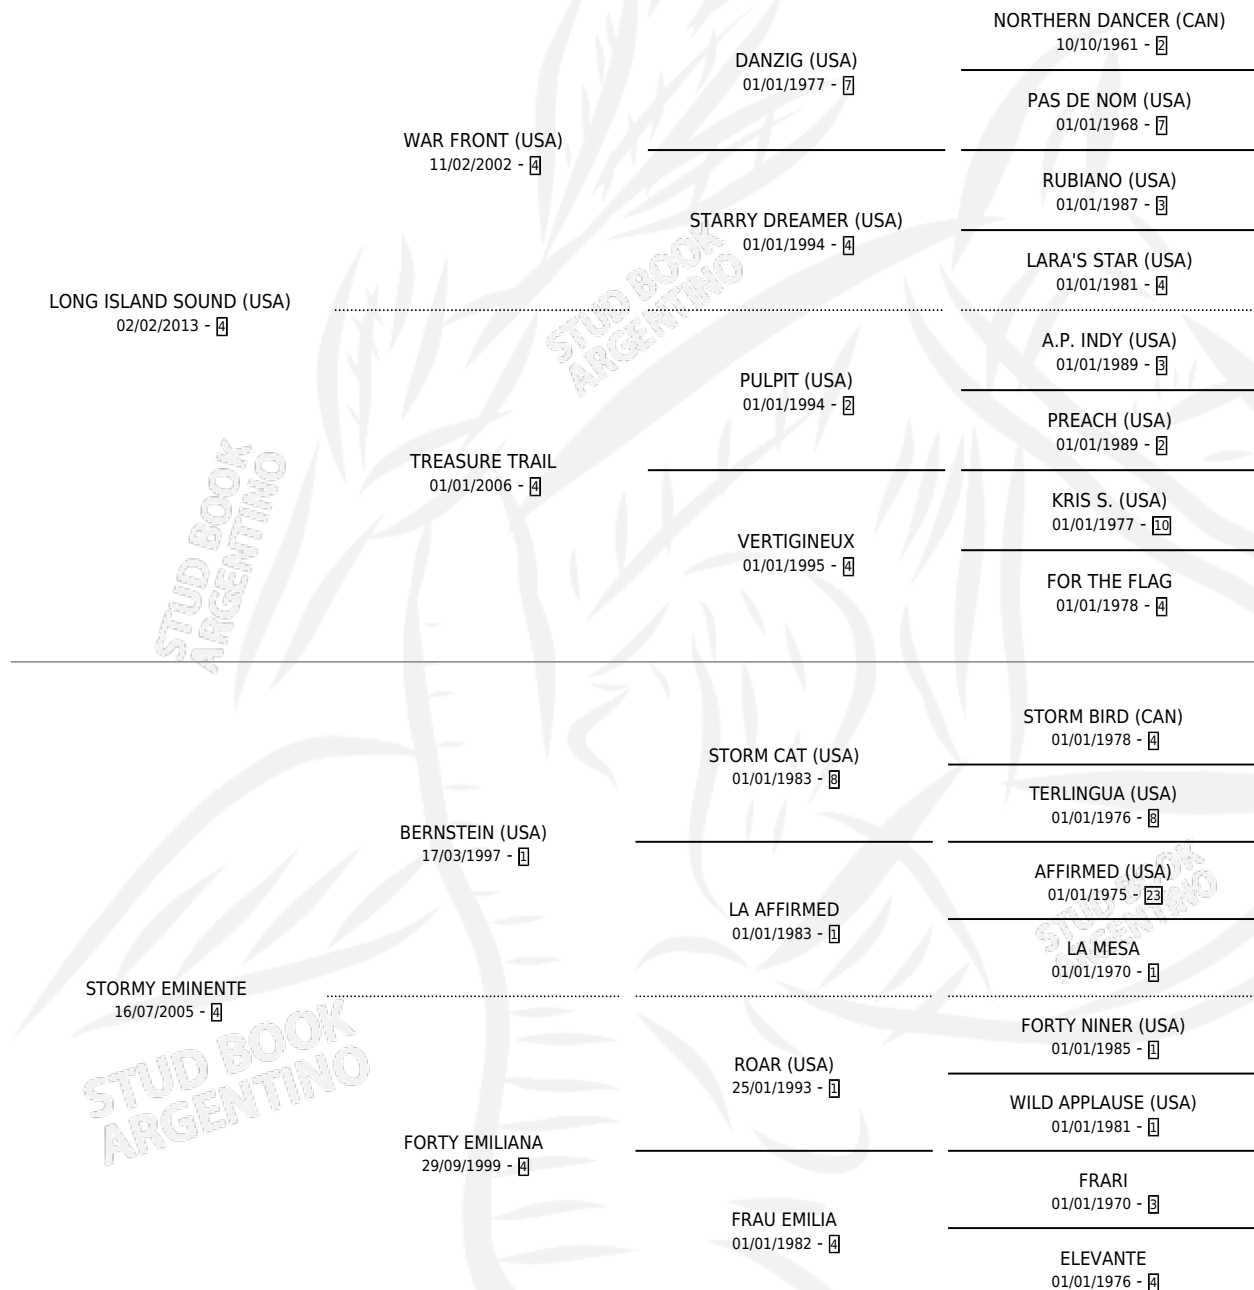 NORTHERN DANCER (CAN)
10/10/1961 - 2
DANZIG (USA)
01/01/1977 - 7
PAS DE NOM (USA)
01/01/1968 - 7
WAR FRONT (USA)
11/02/2002 - 4
RUBIANO (USA)
01/01/1987 - 3
STARRY DREAMER (USA)
01/01/1994 - 4
LARA'S STAR (USA)
01/01/1981 - 4
LONG ISLAND SOUND (USA)
02/02/2013 - 4
A.P. INDY (USA)
01/01/1989 - 3
PULPIT (USA)
01/01/1994 - 2
PREACH (USA)
01/01/1989 - 2
TREASURE TRAIL
01/01/2006 - 4
KRIS S. (USA)
01/01/1977 - 10
VERTIGINEUX
01/01/1995 - 4
FOR THE FLAG
01/01/1978 - 4
STUD BOOK
ARGENTINO
STUD BOOK
ARGENTINO
STORM BIRD (CAN)
01/01/1978 - 4
STORM CAT (USA)
01/01/1983 - 8
TERLINGUA (USA)
01/01/1976 - 8
BERNSTEIN (USA)
17/03/1997 - 1
AFFIRMED (USA)
01/01/1975 - 23
LA AFFIRMED
01/01/1983 - 1
LA MESA
01/01/1970 - 1
STUD BOOK
ARGENTINO
STORMY EMINENTE
16/07/2005 - 4
FORTY NINER (USA)
01/01/1985 - 1
ROAR (USA)
25/01/1993 - 1
WILD APPLAUSE (USA)
01/01/1981 - 1
FORTY EMILIANA
29/09/1999 - 4
FRARI
01/01/1970 - 3
FRAU EMILIA
01/01/1982 - 4
ELEVANTE
01/01/1976 - 4
STUD BOOK
ARGENTINO